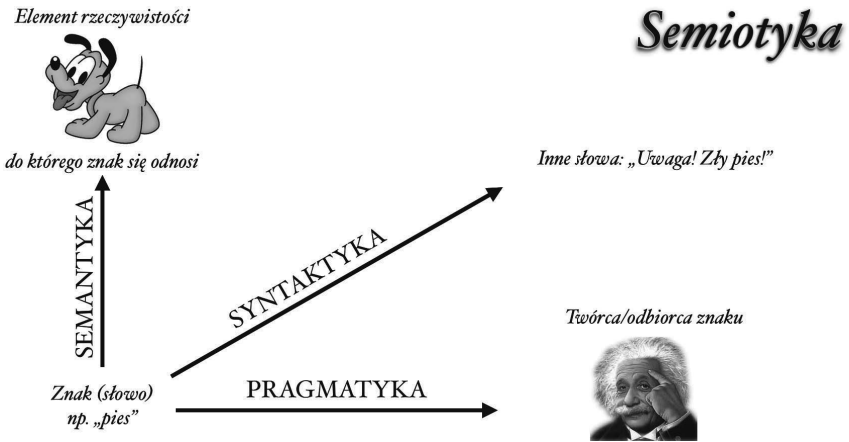 Element rzeczywistości
Semiotyka
do którego znak się odnosi
Inne słowa: „Uwaga! Zły pies!”
SEMANTYKA
SYNTAKTYKA
Twórca/odbiorca znaku
Znak (słowo)
np. „pies”
PRAGMATYKA